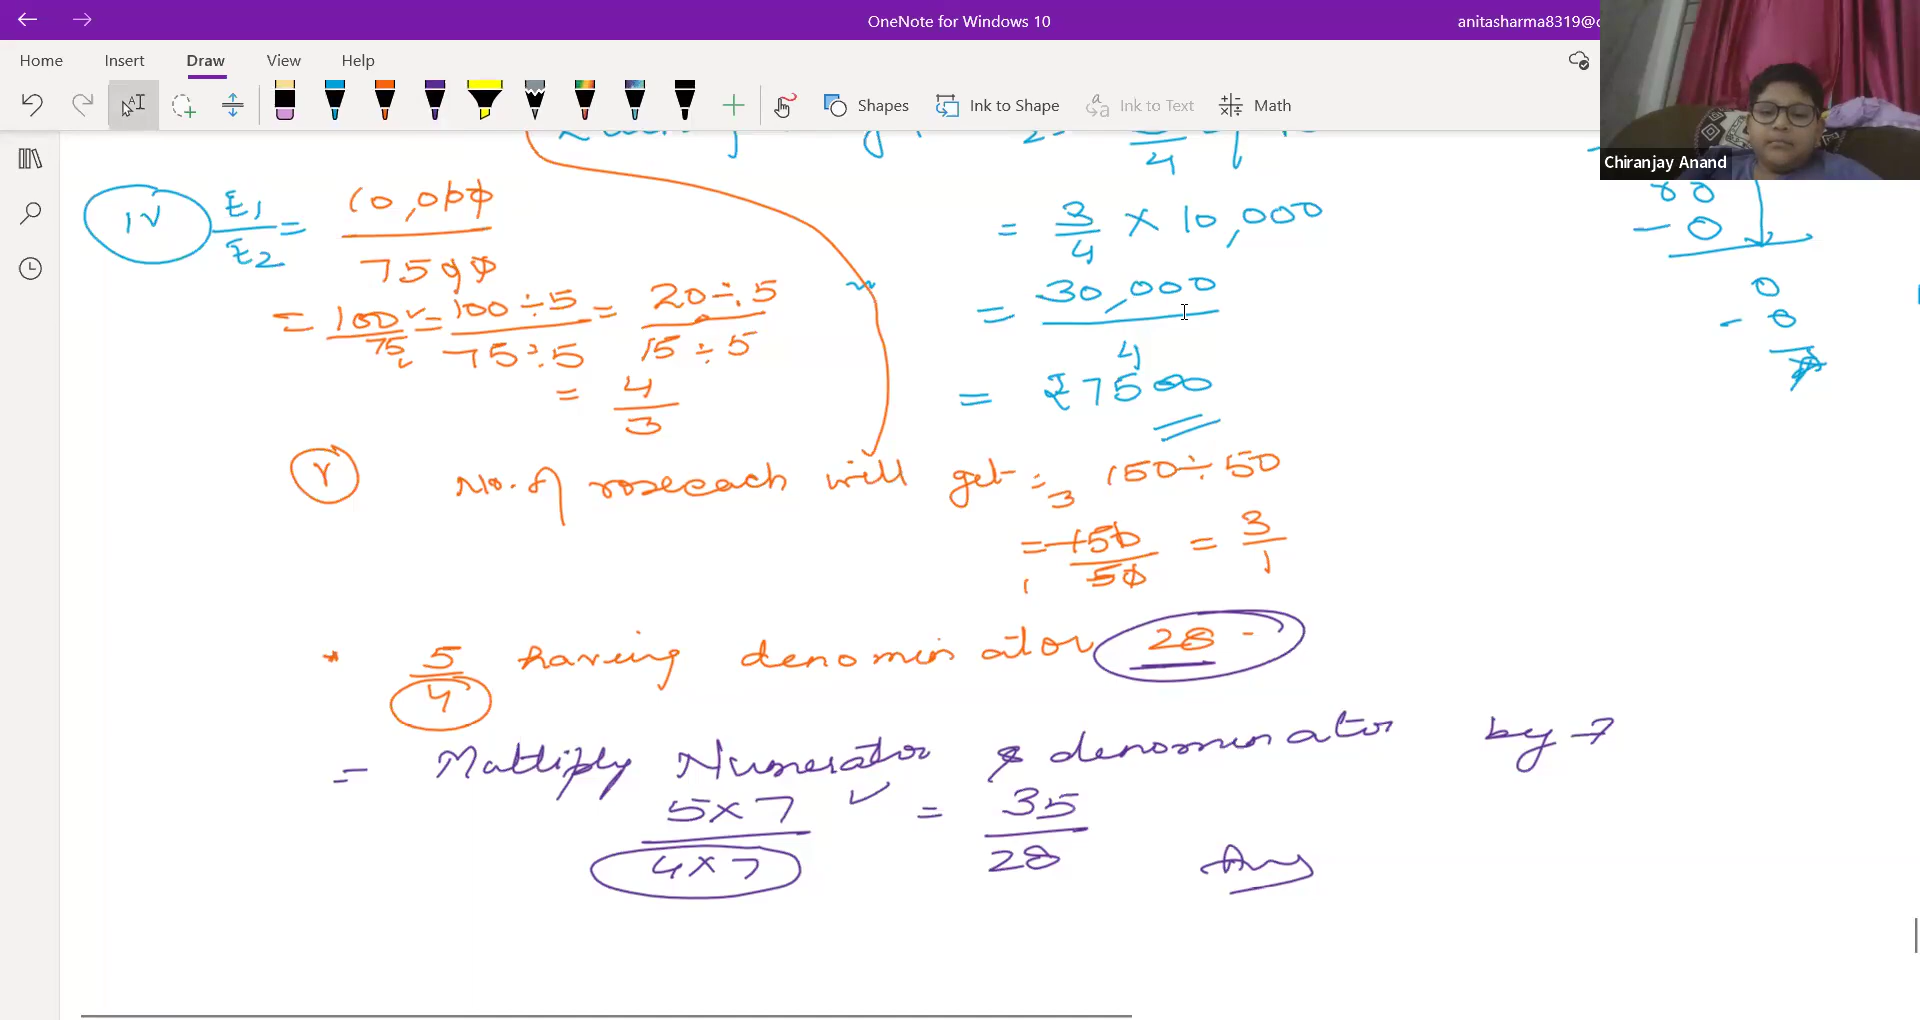 OneNote for Windows 10
anitasharma8319@
Home Insert Draw View Help
Shapes Ink to Shape Ink to Text Math
Chiranjay Anand
IV E1/E2 = 10,000/7500
= 100/75 = 100÷5/75÷5 = 20÷5/15÷5
= 4/3
= 3/4 × 10,000
= 30,000/4
= ₹7500
V No. of rose each will get = 150÷50
= 150/50 = 3/1
* 5/4 having denominator 28
= Multiply Numerator & denominator by 7
5×7/4×7 = 35/28 Ans